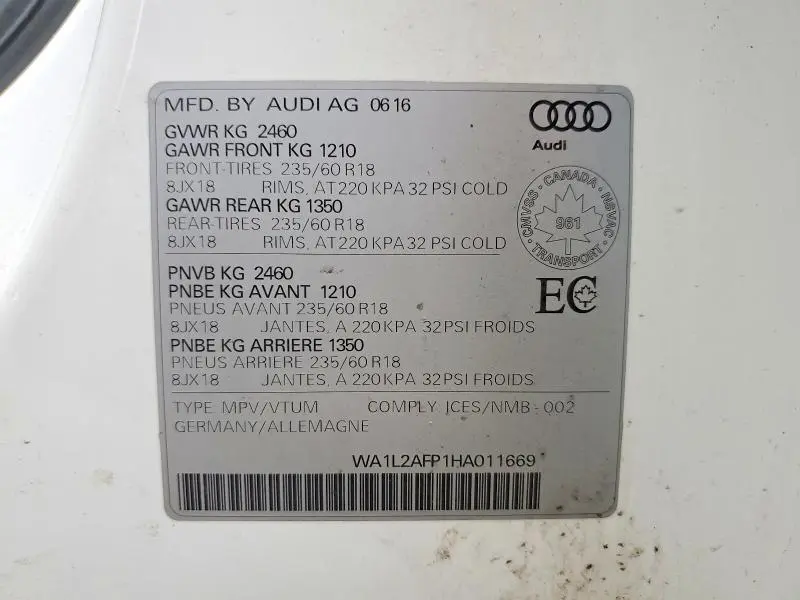 MFD. BY AUDI AG 06 16
GVWR KG 2460
GAWR FRONT KG 1210
FRONT-TIRES 235/60 R18
8JX18 RIMS, AT 220 KPA 32 PSI COLD
GAWR REAR KG 1350
REAR-TIRES 235/60 R18
8JX18 RIMS, AT 220 KPA 32 PSI COLD
Audi
CANADA
CMVSS · NSVAC
961
TRANSPORT
PNVB KG 2460
PNBE KG AVANT 1210
PNEUS AVANT 235/60 R18
8JX18 JANTES, A 220 KPA 32 PSI FROIDS
PNBE KG ARRIERE 1350
PNEUS ARRIERE 235/60 R18
8JX18 JANTES, A 220 KPA 32 PSI FROIDS
EC
TYPE: MPV/VTUM COMPLY: ICES/NMB - 002
GERMANY/ALLEMAGNE
WA1L2AFP1HA011669